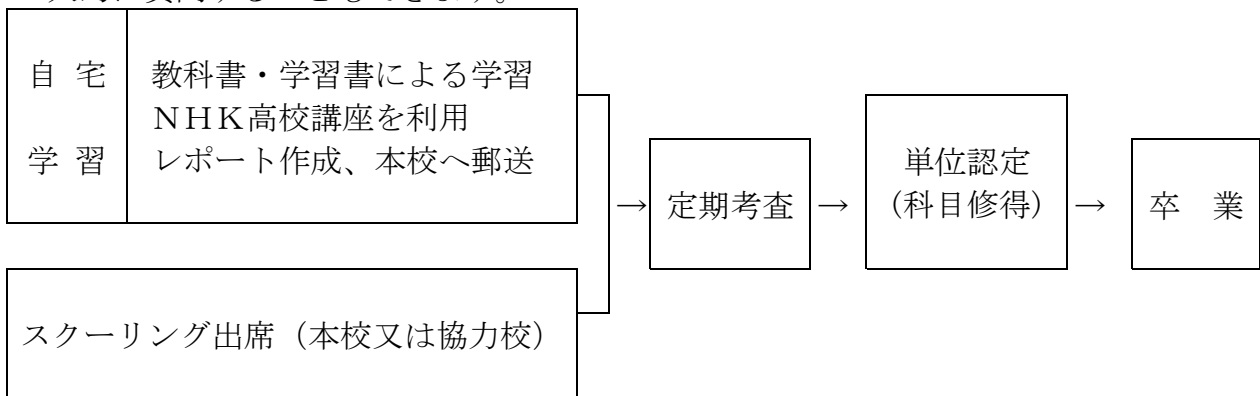 自 宅
学 習
教科書・学習書による学習
NHK高校講座を利用
レポート作成、本校へ郵送
スクーリング出席（本校又は協力校）
→
定期考査
→
単位認定
（科目修得）
→
卒 業